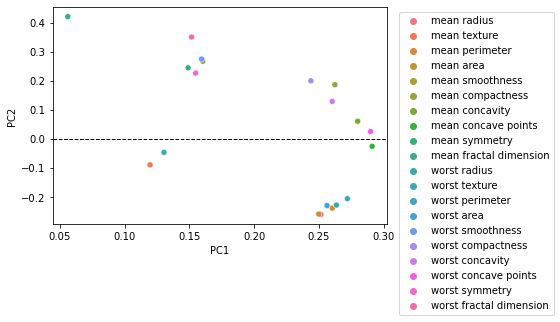 0.4
0.3
0.2
0.1
0.0
−0.1
−0.2
PC2
0.05
0.10
0.15
0.20
0.25
0.30
PC1
mean radius
mean texture
mean perimeter
mean area
mean smoothness
mean compactness
mean concavity
mean concave points
mean symmetry
mean fractal dimension
worst radius
worst texture
worst perimeter
worst area
worst smoothness
worst compactness
worst concavity
worst concave points
worst symmetry
worst fractal dimension